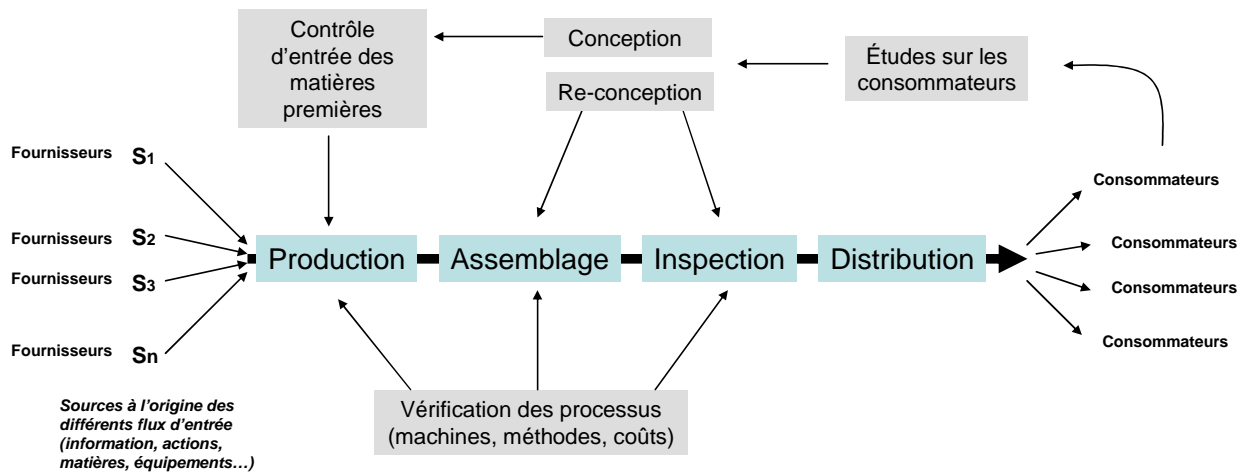 Contrôle
d’entrée des
matières
premières
Conception
Re-conception
Études sur les
consommateurs
Fournisseurs S1
Fournisseurs S2
Fournisseurs S3
Fournisseurs Sn
Production
Assemblage
Inspection
Distribution
Consommateurs
Consommateurs
Consommateurs
Consommateurs
Vérification des processus
(machines, méthodes, coûts)
Sources à l’origine des
différents flux d’entrée
(information, actions,
matières, équipements…)